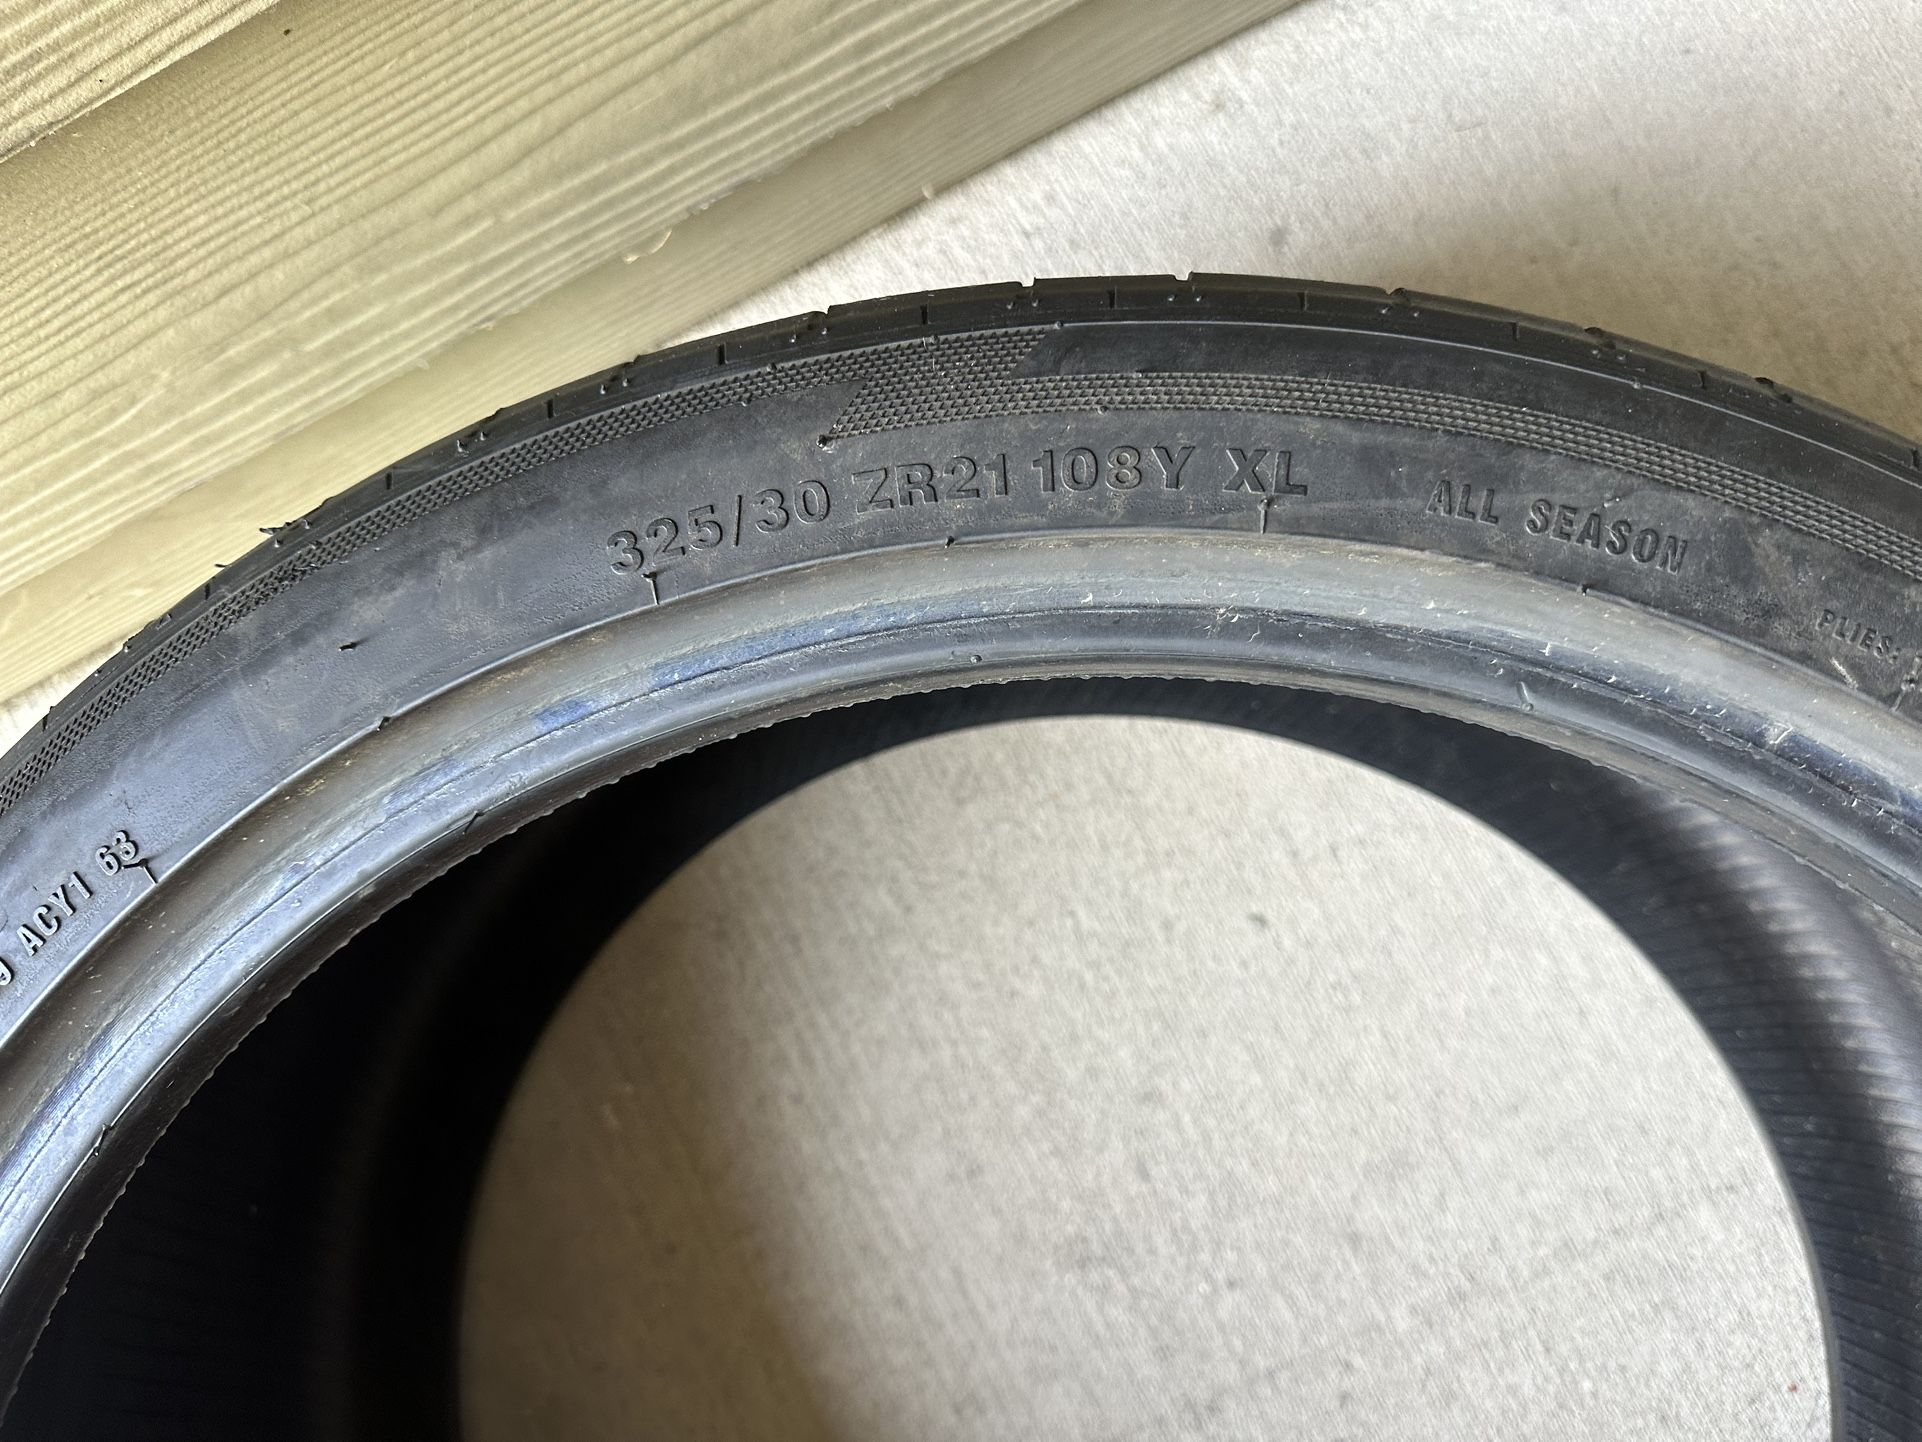 325/30 ZR21 108Y XL
ALL SEASON
PLIES:
ACY1 63